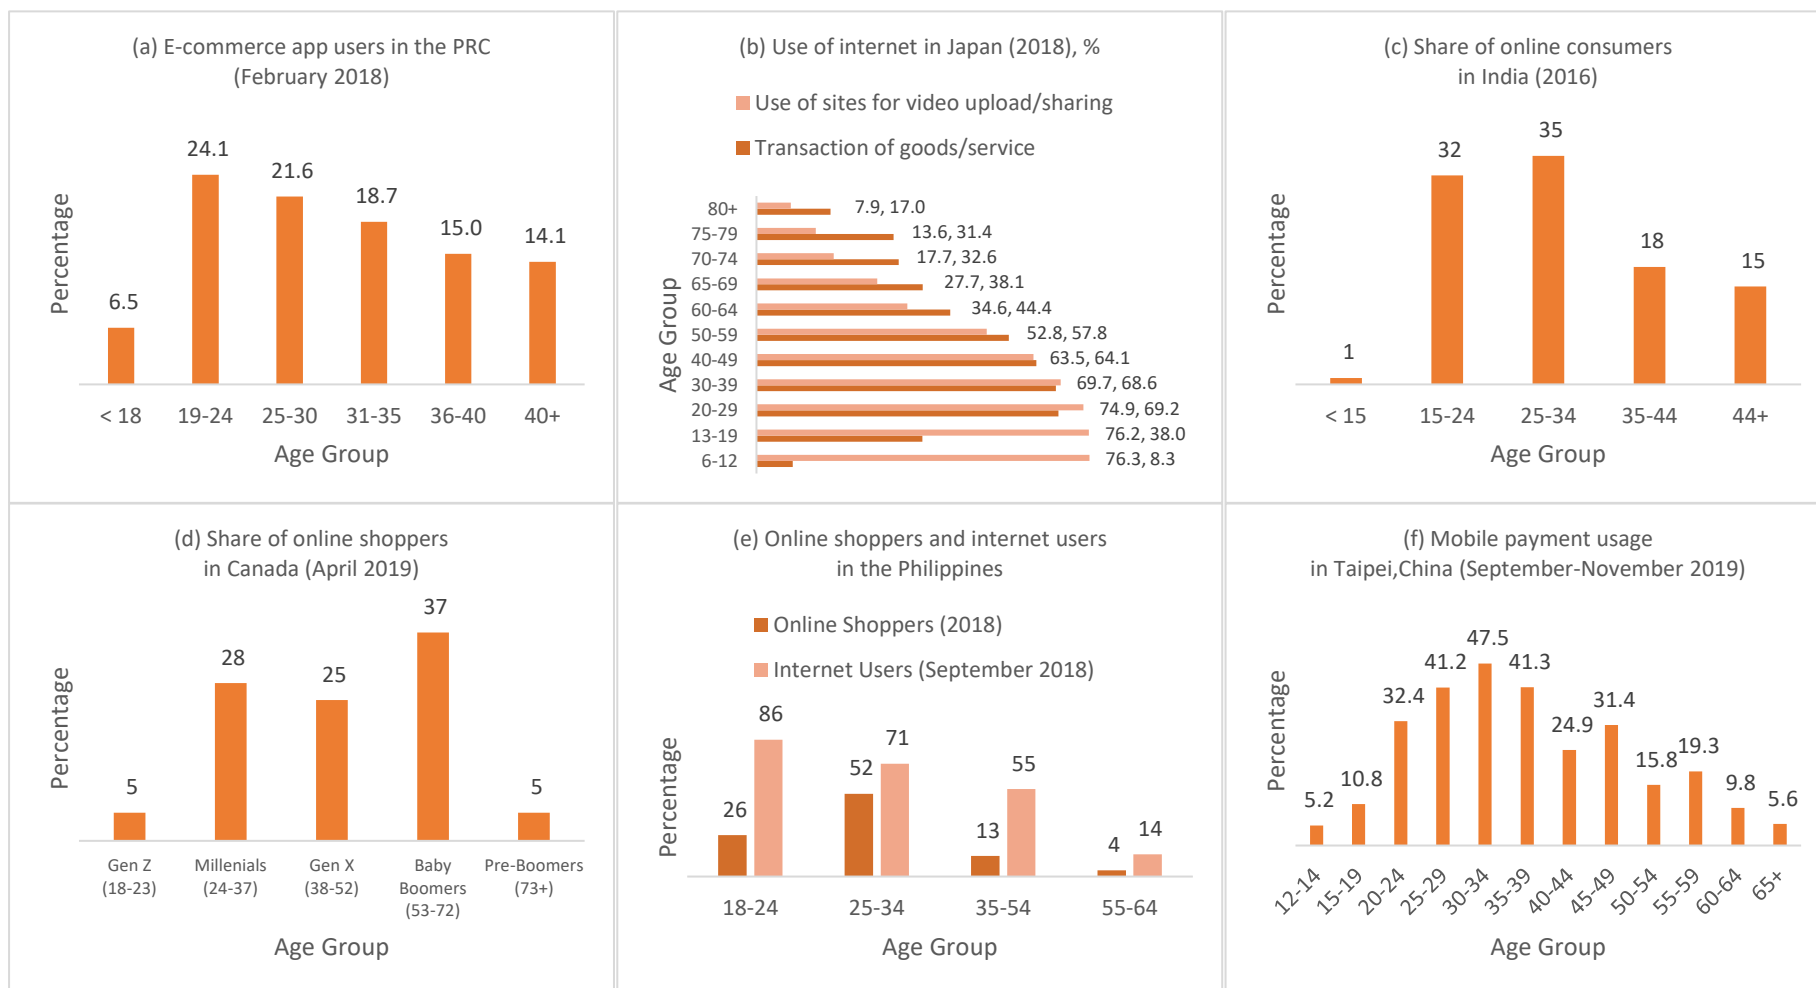 (a) E-commerce app users in the PRC
(February 2018)
Percentage
6.5
24.1
21.6
18.7
15.0
14.1
< 18
19-24
25-30
31-35
36-40
40+
Age Group
(b) Use of internet in Japan (2018), %
Use of sites for video upload/sharing
Transaction of goods/service
Age Group
80+
7.9, 17.0
75-79
13.6, 31.4
70-74
17.7, 32.6
65-69
27.7, 38.1
60-64
34.6, 44.4
50-59
52.8, 57.8
40-49
63.5, 64.1
30-39
69.7, 68.6
20-29
74.9, 69.2
13-19
76.2, 38.0
6-12
76.3, 8.3
(c) Share of online consumers
in India (2016)
Percentage
1
32
35
18
15
< 15
15-24
25-34
35-44
44+
Age Group
(d) Share of online shoppers
in Canada (April 2019)
Percentage
5
28
25
37
5
Gen Z
(18-23)
Millenials
(24-37)
Gen X
(38-52)
Baby
Boomers
(53-72)
Pre-Boomers
(73+)
Age Group
(e) Online shoppers and internet users
in the Philippines
Online Shoppers (2018)
Internet Users (September 2018)
Percentage
26
86
52
71
13
55
4
14
18-24
25-34
35-54
55-64
Age Group
(f) Mobile payment usage
in Taipei,China (September-November 2019)
Percentage
5.2
10.8
32.4
41.2
47.5
41.3
24.9
31.4
15.8
19.3
9.8
5.6
12-14
15-19
20-24
25-29
30-34
35-39
40-44
45-49
50-54
55-59
60-64
65+
Age Group